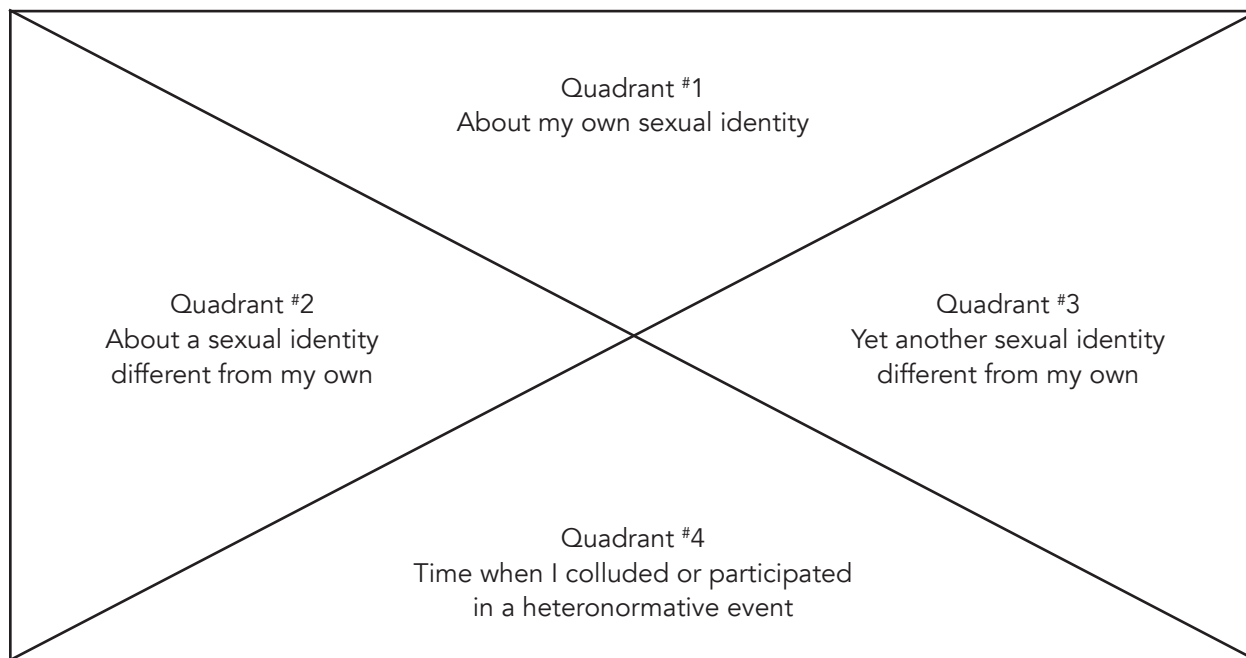 Quadrant #1
About my own sexual identity
Quadrant #2
About a sexual identity
different from my own
Quadrant #3
Yet another sexual identity
different from my own
Quadrant #4
Time when I colluded or participated
in a heteronormative event